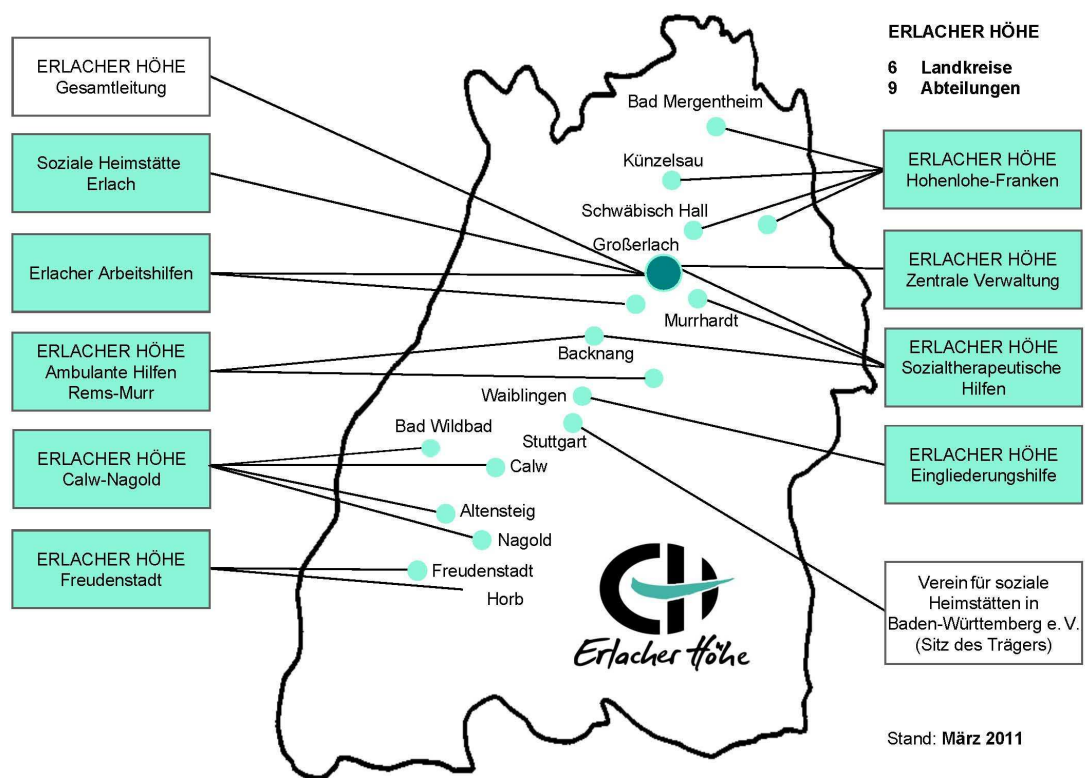 ERLACHER HÖHE
Gesamtleitung
Soziale Heimstätte
Erlach
Erlacher Arbeitshilfen
ERLACHER HÖHE
Ambulante Hilfen
Rems-Murr
ERLACHER HÖHE
Calw-Nagold
ERLACHER HÖHE
Freudenstadt
Bad Mergentheim
Künzelsau
Schwäbisch Hall
Großerlach
Murrhardt
Backnang
Waiblingen
Stuttgart
Bad Wildbad
Calw
Altensteig
Nagold
Freudenstadt
Horb
Erlacher Höhe
ERLACHER HÖHE
6 Landkreise
9 Abteilungen
ERLACHER HÖHE
Hohenlohe-Franken
ERLACHER HÖHE
Zentrale Verwaltung
ERLACHER HÖHE
Sozialtherapeutische
Hilfen
ERLACHER HÖHE
Eingliederungshilfe
Verein für soziale
Heimstätten in
Baden-Württemberg e. V.
(Sitz des Trägers)
Stand: März 2011